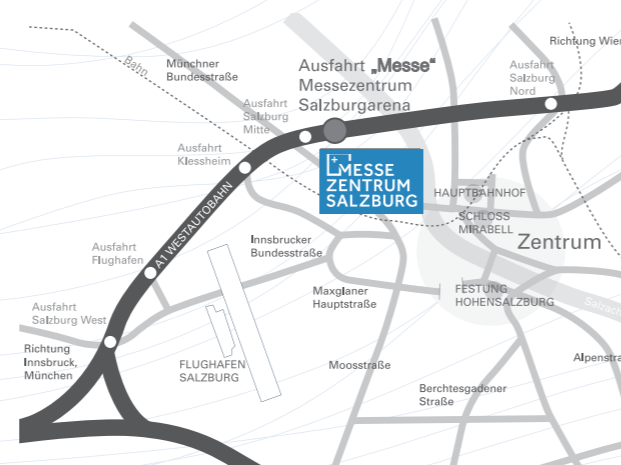 Richtung Wien
Bahn
Münchner
Bundesstraße
Ausfahrt „Messe“
Messezentrum
Salzburgarena
Ausfahrt
Salzburg
Nord
Ausfahrt
Salzburg
Mitte
Ausfahrt
Klessheim
MESSE
ZENTRUM
SALZBURG
HAUPTBAHNHOF
SCHLOSS
MIRABELL
Zentrum
A1 WESTAUTOBAHN
Innsbrucker
Bundesstraße
Ausfahrt
Flughafen
Maxglaner
Hauptstraße
FESTUNG
HOHENSALZBURG
Salzach
Ausfahrt
Salzburg West
Richtung
Innsbruck,
München
FLUGHAFEN
SALZBURG
Moosstraße
Alpenstra
Berchtesgadener
Straße